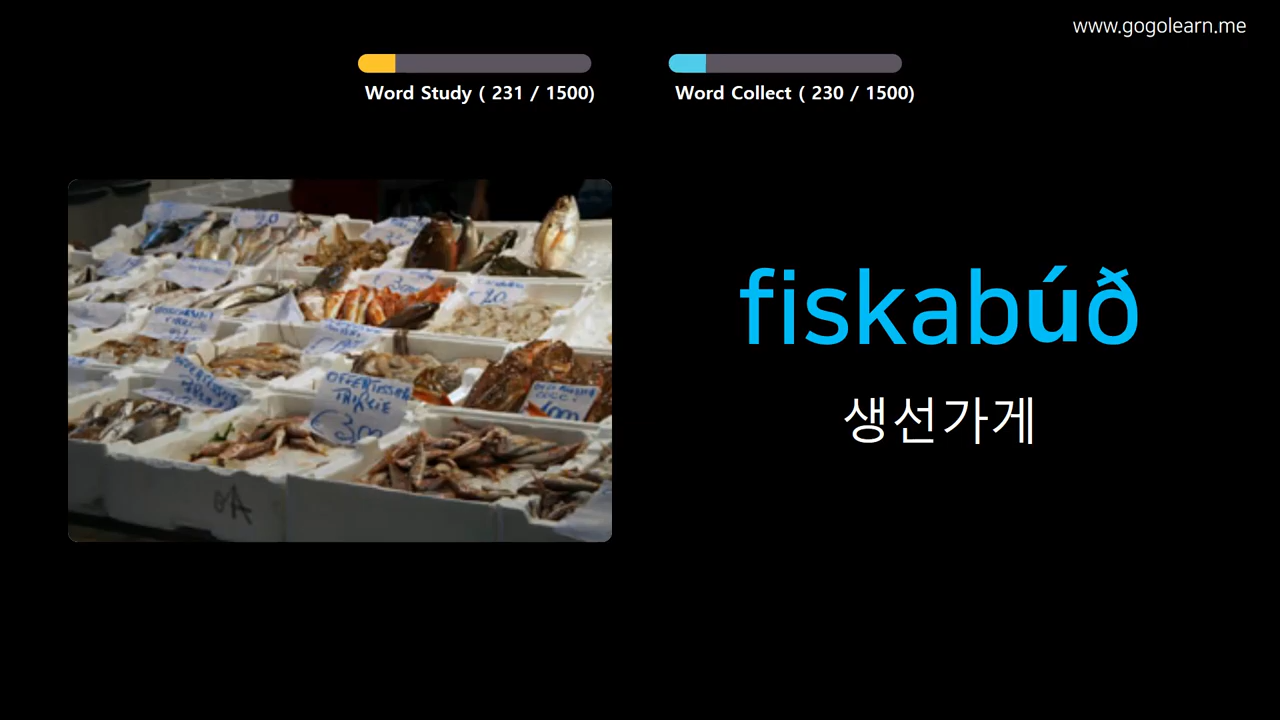 www.gogolearn.me
Word Study ( 231 / 1500)
Word Collect ( 230 / 1500)
fiskabúð
생선가게